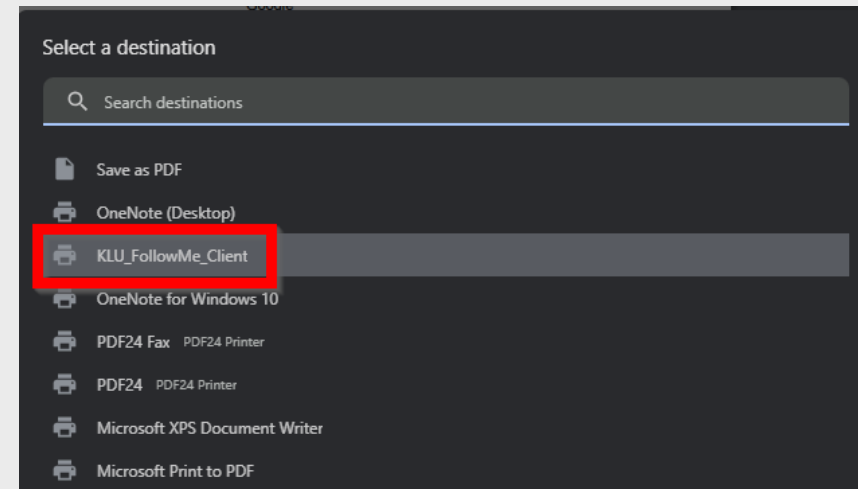 Select a destination
Search destinations
Save as PDF
OneNote (Desktop)
KLU_FollowMe_Client
OneNote for Windows 10
PDF24 Fax PDF24 Printer
PDF24 PDF24 Printer
Microsoft XPS Document Writer
Microsoft Print to PDF